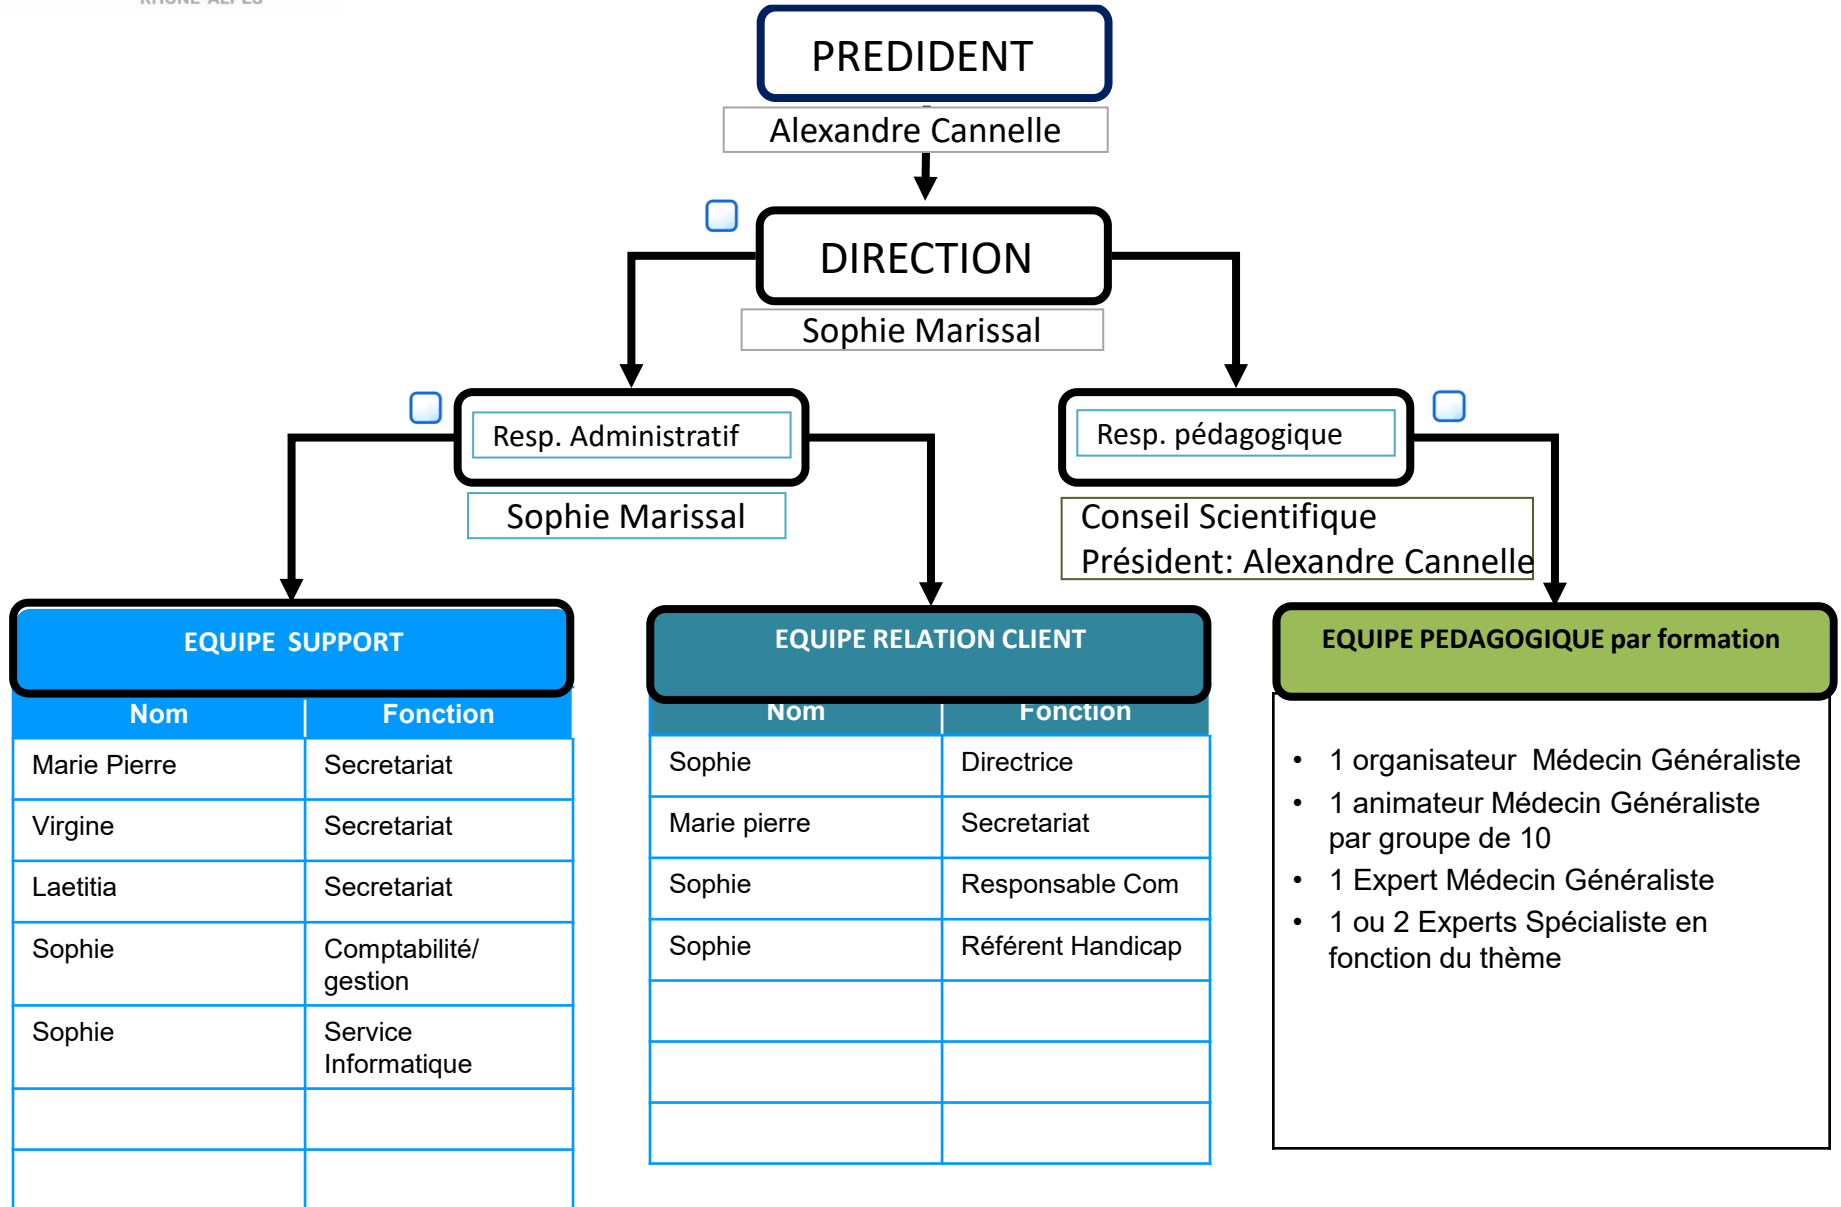 PREDIDENT
Alexandre Cannelle
DIRECTION
Sophie Marissal
Resp. Administratif
Resp. pédagogique
Sophie Marissal
Conseil Scientifique
Président: Alexandre Cannelle
EQUIPE SUPPORT
Nom Fonction
Marie Pierre Secretariat
Virgine Secretariat
Laetitia Secretariat
Sophie Comptabilité/
gestion
Sophie Service
Informatique
EQUIPE RELATION CLIENT
Nom Fonction
Sophie Directrice
Marie pierre Secretariat
Sophie Responsable Com
Sophie Référent Handicap
EQUIPE PEDAGOGIQUE par formation
• 1 organisateur Médecin Généraliste
• 1 animateur Médecin Généraliste
par groupe de 10
• 1 Expert Médecin Généraliste
• 1 ou 2 Experts Spécialiste en
fonction du thème